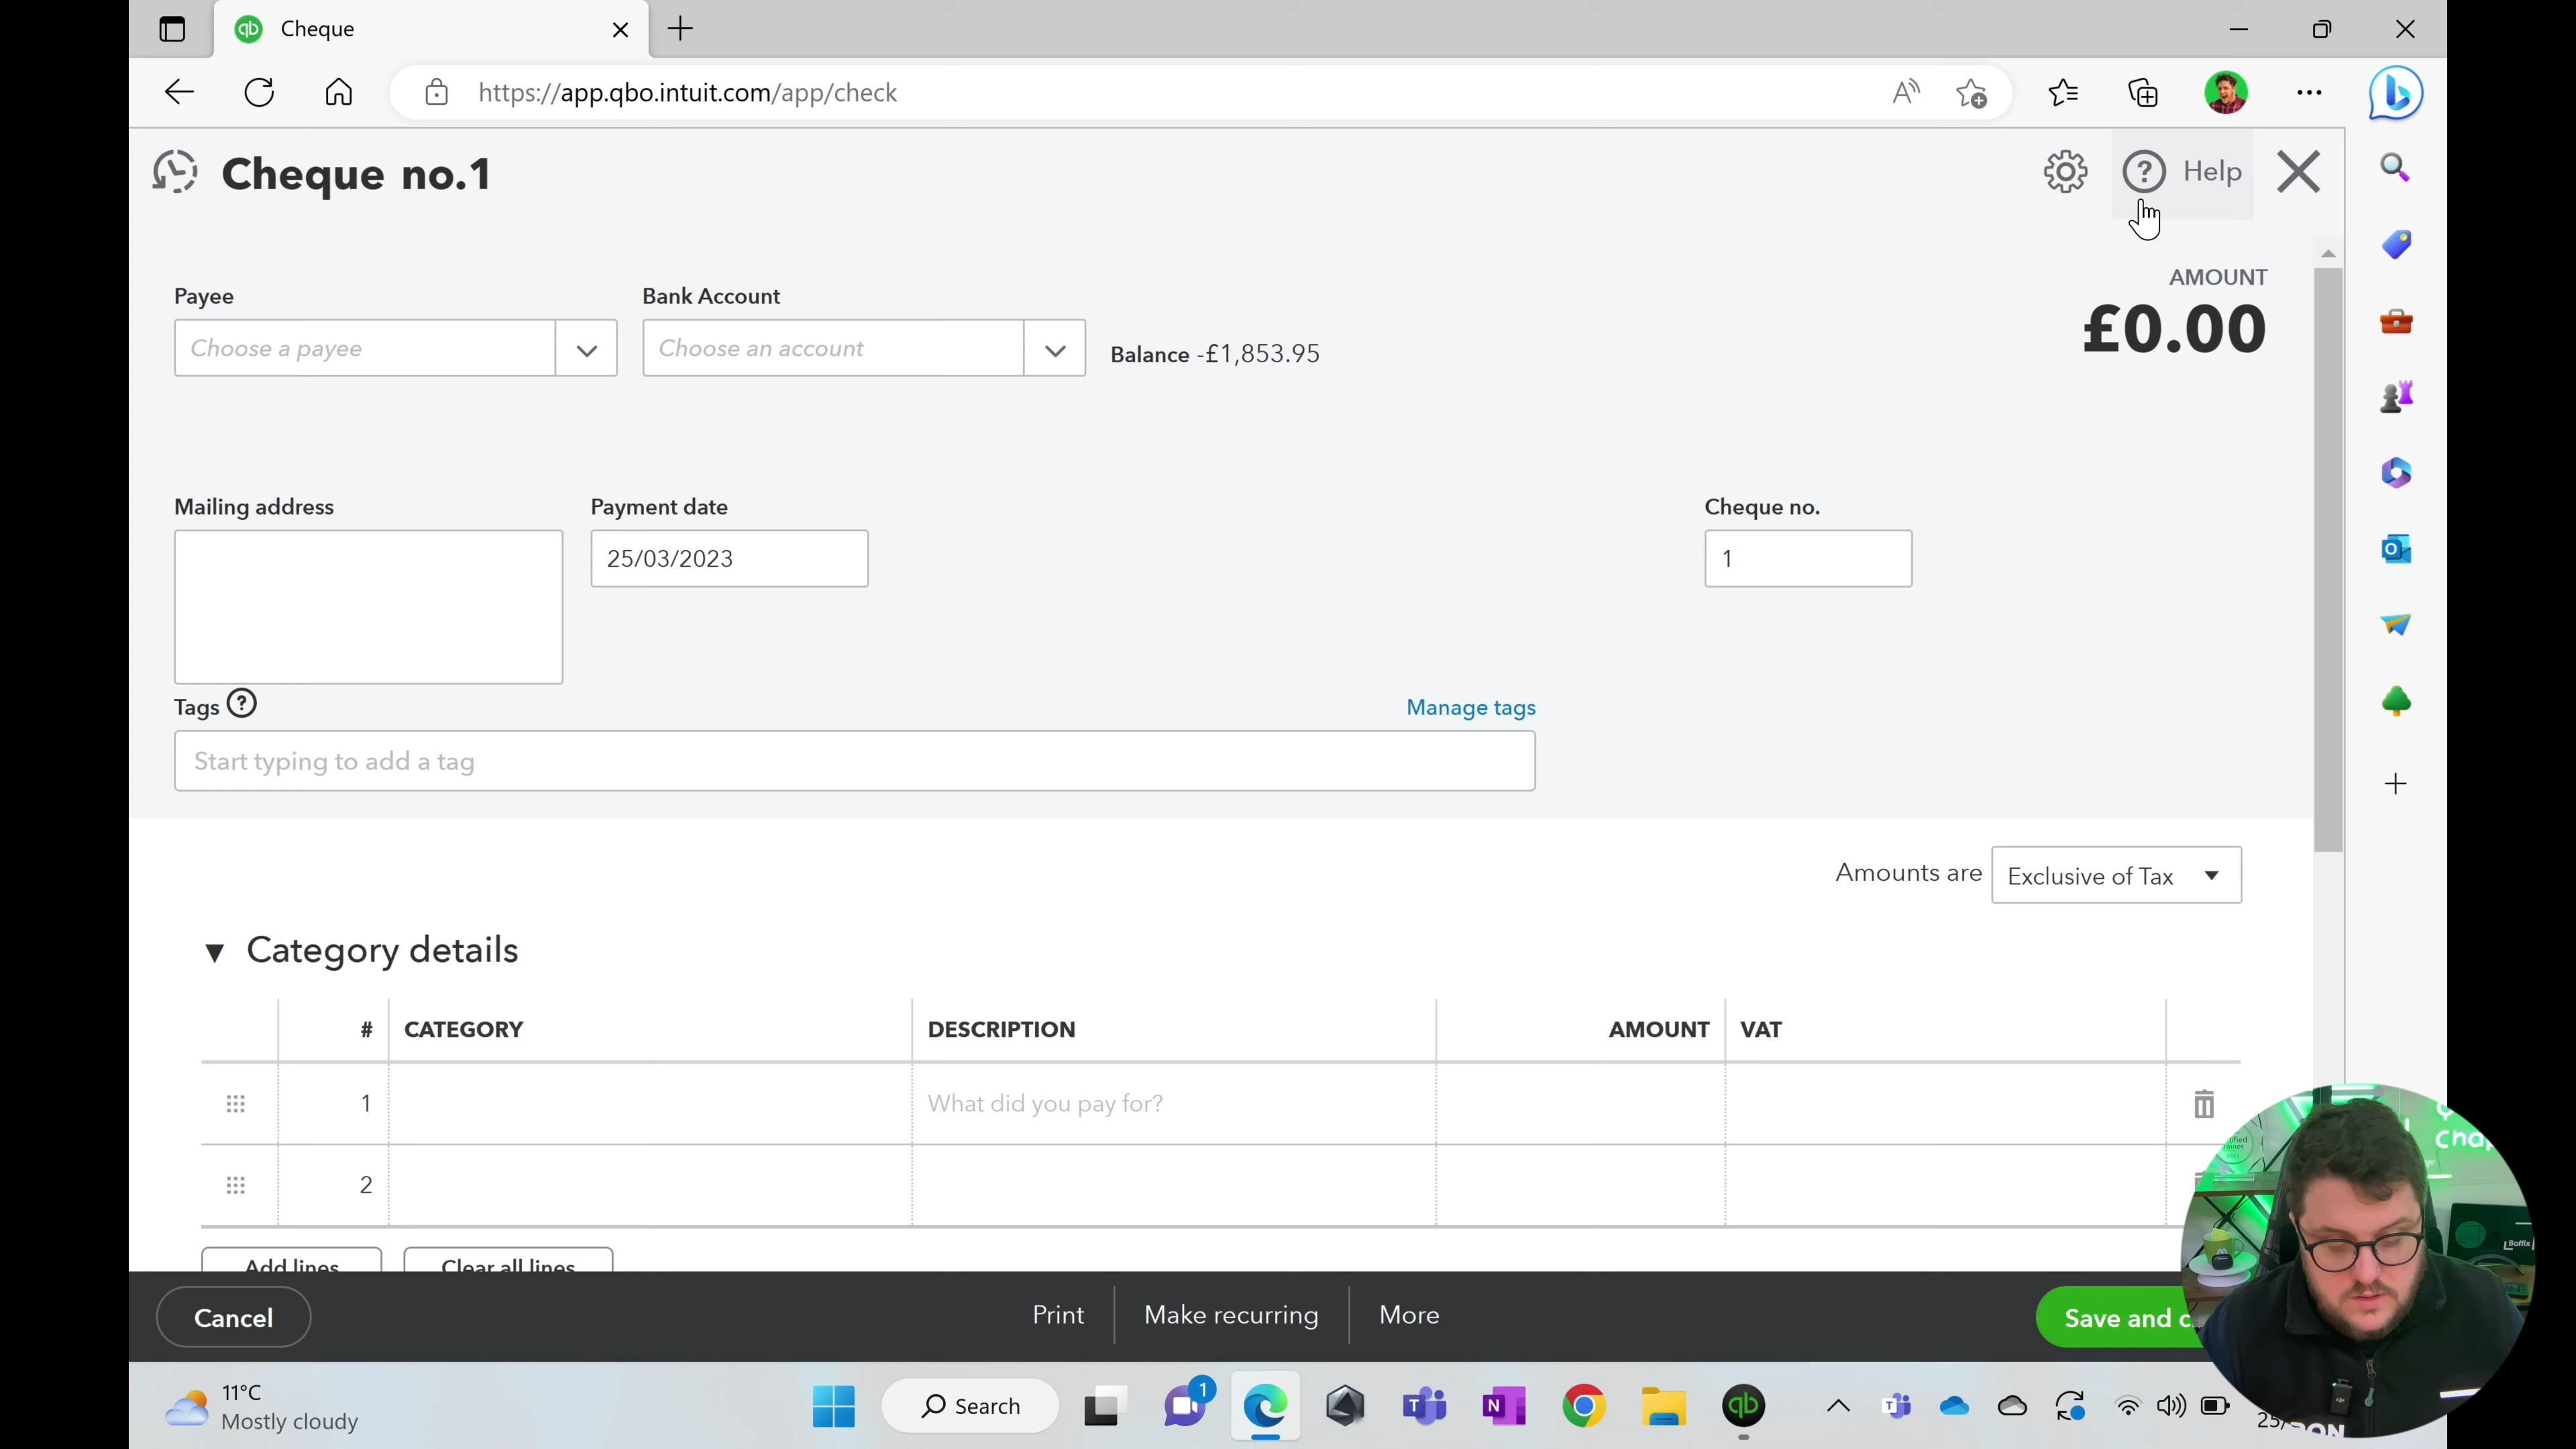 Cheque
https://app.qbo.intuit.com/app/check
Cheque no.1
Help
Payee
Bank Account
AMOUNT
Choose a payee
Choose an account
Balance -£1,853.95
£0.00
Mailing address
Payment date
Cheque no.
25/03/2023
1
Tags
Manage tags
Start typing to add a tag
Amounts are
Exclusive of Tax
Category details
# CATEGORY DESCRIPTION AMOUNT VAT
1 What did you pay for?
2
Add lines
Clear all lines
Cancel
Print
Make recurring
More
Save and c
11°C
Mostly cloudy
Search
1
25/